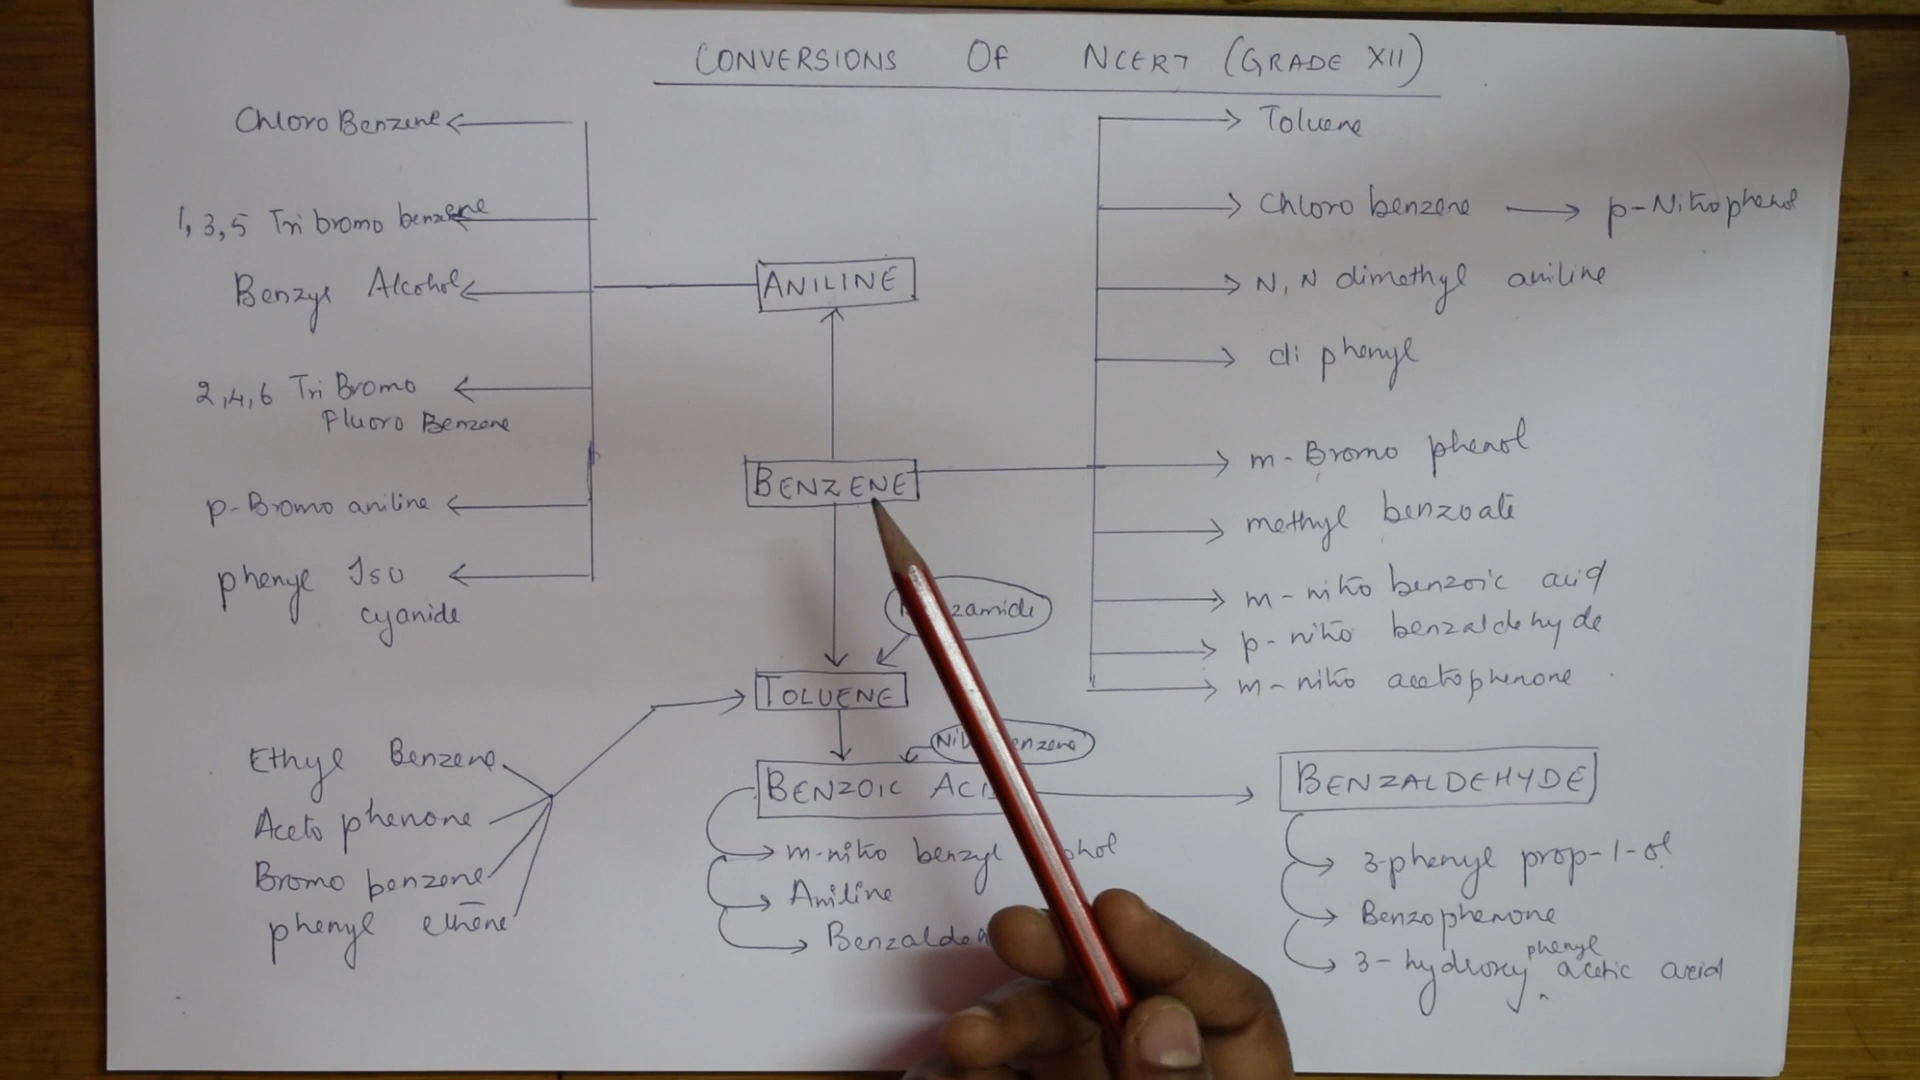 CONVERSIONS OF NCERT (GRADE XII)
Chloro Benzene
1, 3, 5 Tri bromo benzene
Benzyl Alcohol
2,4,6 Tri Bromo
Fluoro Benzene
p-Bromo aniline
phenyl Iso
cyanide
ANILINE
BENZENE
TOLUENE
BENZOIC
Toluene
Chloro benzene
p-Nitrophenol
N, N dimethyl aniline
di phenyl
m-Bromo phenol
methyl benzoate
m-nitro benzoic acid
p-nitro benzaldehyde
m-nitro acetophenone
Ethyl Benzene
Aceto phenone
Bromo benzene
phenyl ethene
m-nitro benzyl
Aniline
BENZALDEHYDE
3-phenyl prop-1-ol
Benzophenone
3-hydroxy phenyl acetic acid